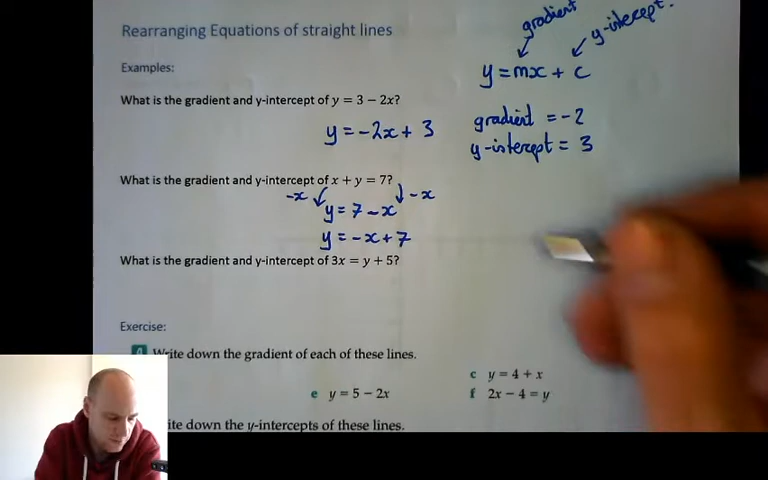 Rearranging Equations of straight lines
gradient
y-intercept.
y = mx + c
Examples:
What is the gradient and y-intercept of y = 3 − 2x?
y = -2x + 3
gradient = -2
y-intercept = 3
What is the gradient and y-intercept of x + y = 7?
-x
-x
y = 7 - x
y = -x + 7
What is the gradient and y-intercept of 3x = y + 5?
Exercise:
Write down the gradient of each of these lines.
c y = 4 + x
e y = 5 − 2x
f 2x − 4 = y
down the y-intercepts of these lines.